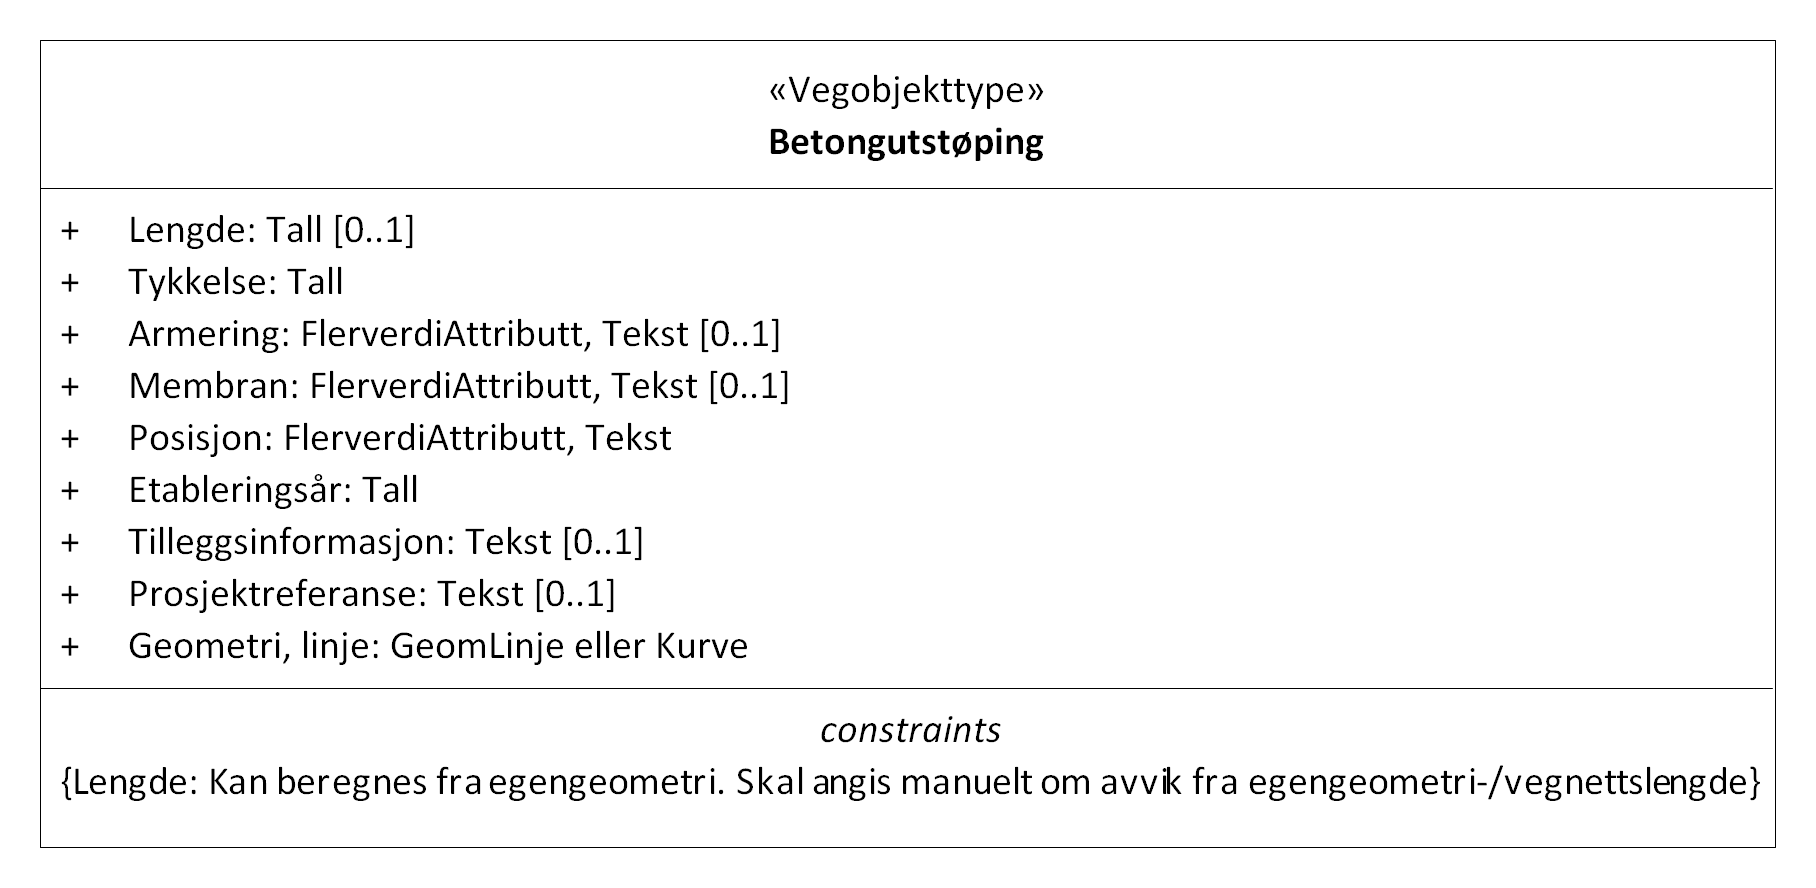 «Vegobjekttype»
Betongutstøping
+ Lengde: Tall [0..1]
+ Tykkelse: Tall
+ Armering: FlerverdiAttributt, Tekst [0..1]
+ Membran: FlerverdiAttributt, Tekst [0..1]
+ Posisjon: FlerverdiAttributt, Tekst
+ Etableringsår: Tall
+ Tilleggsinformasjon: Tekst [0..1]
+ Prosjektreferanse: Tekst [0..1]
+ Geometri, linje: GeomLinje eller Kurve
constraints
{Lengde: Kan beregnes fra egengeometri. Skal angis manuelt om avvik fra egengeometri-/vegnettslengde}